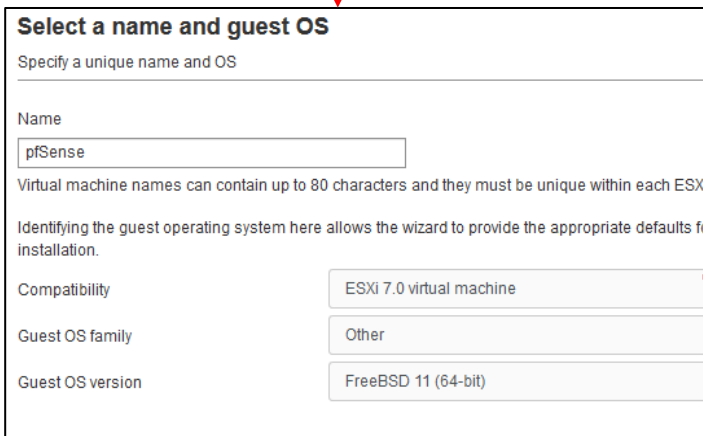 Select a name and guest OS
Specify a unique name and OS
Name
pfSense
Virtual machine names can contain up to 80 characters and they must be unique within each ESX
Identifying the guest operating system here allows the wizard to provide the appropriate defaults
installation.
Compatibility
ESXi 7.0 virtual machine
Guest OS family
Other
Guest OS version
FreeBSD 11 (64-bit)